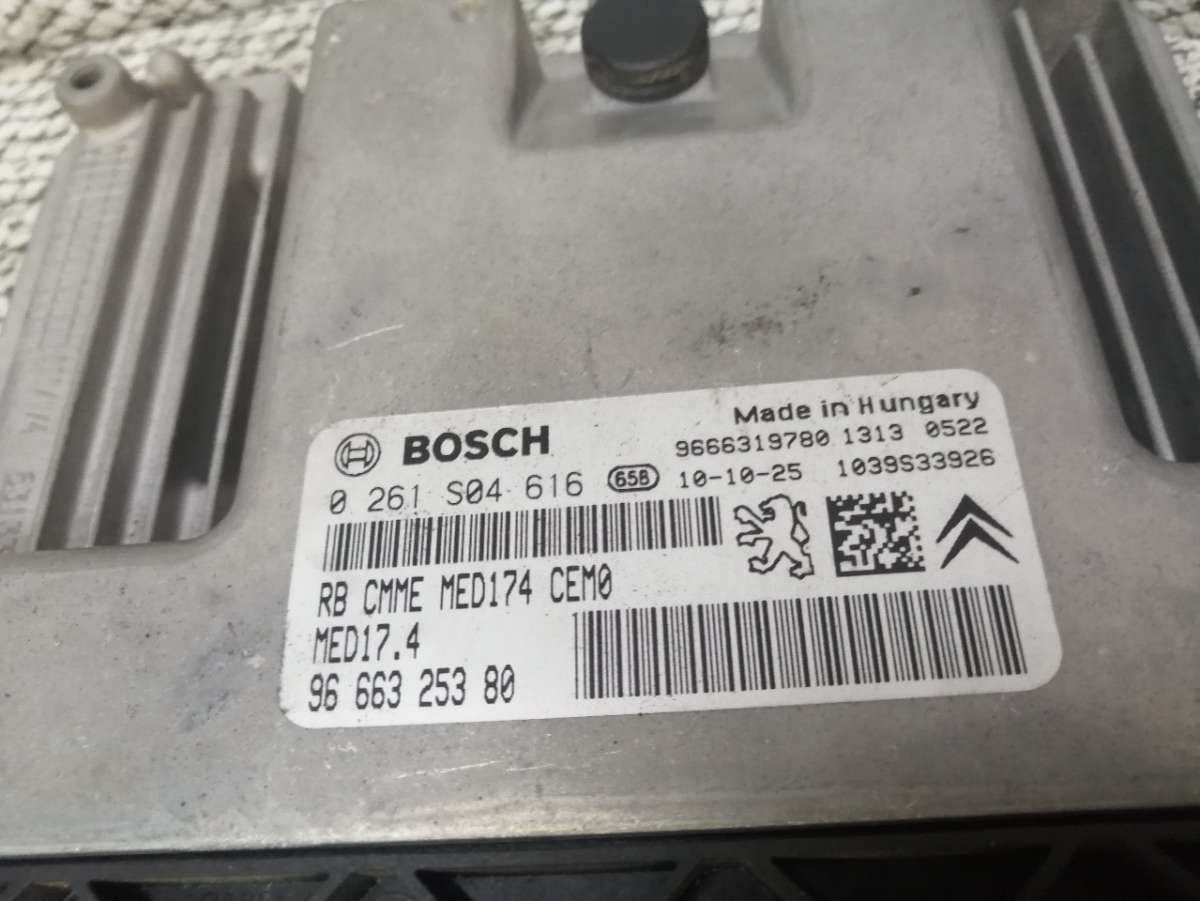 Made in Hungary
BOSCH
9666319780 1313 0522
0 261 S04 616 658 10-10-25 1039S33926
RB CMME MED174 CEM0
MED17.4
96 663 253 80